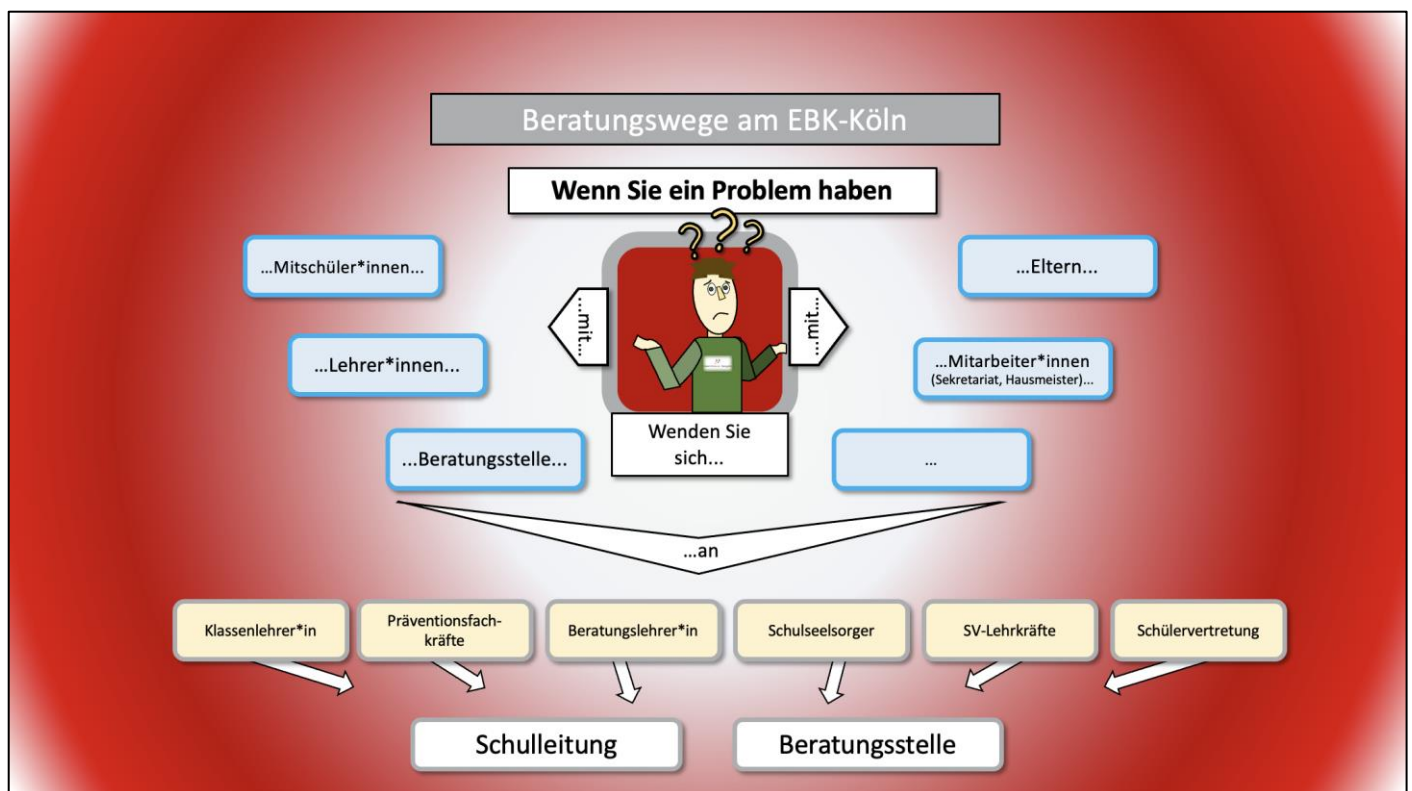 Beratungswege am EBK-Köln
Wenn Sie ein Problem haben
...Mitschüler*innen...
...Lehrer*innen...
...Beratungsstelle...
...mit...
...mit...
...Eltern...
...Mitarbeiter*innen
(Sekretariat, Hausmeister)...
...
Wenden Sie
sich...
...an
Klassenlehrer*in
Präventionsfach-
kräfte
Beratungslehrer*in
Schulseelsorger
SV-Lehrkräfte
Schülervertretung
Schulleitung
Beratungsstelle